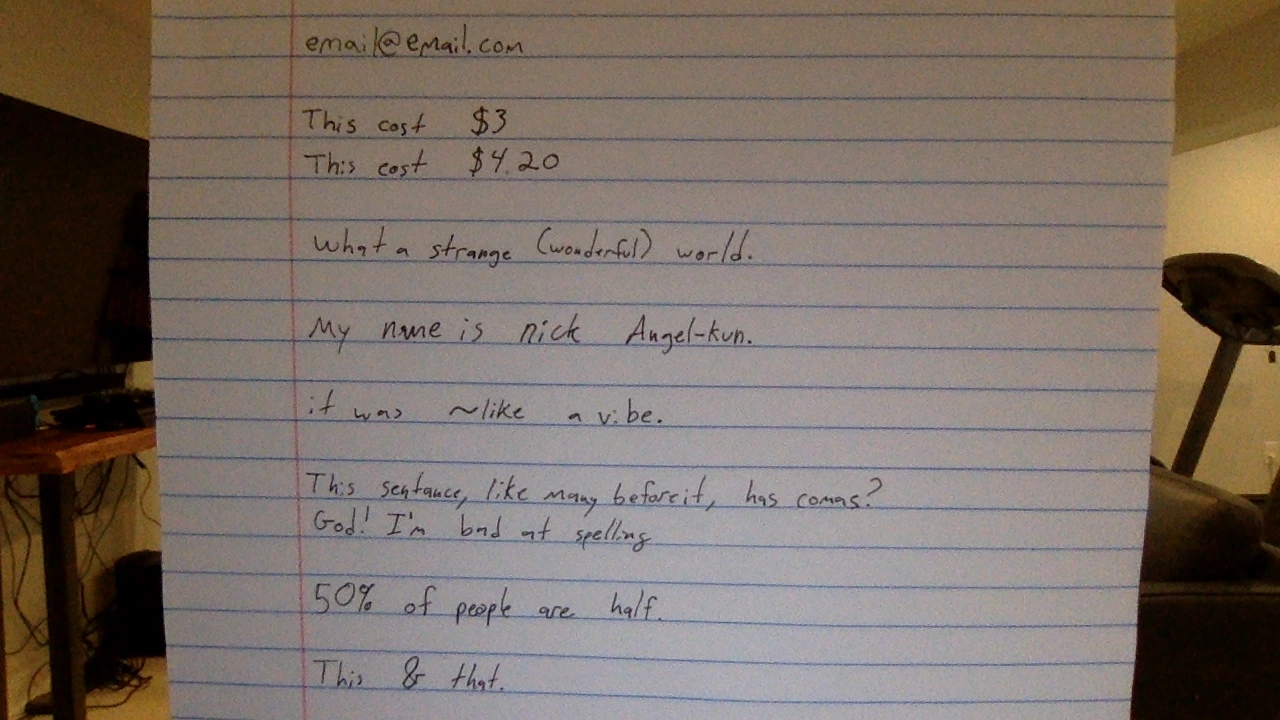 email@email.com
This cost $3
This cost $4.20
What a strange (wonderful) world.
My name is nick Angel-kun.
it was ~like a vibe.
This sentance, like many before it, has comas?
God! I'm bad at spelling
50% of people are half.
This & that.